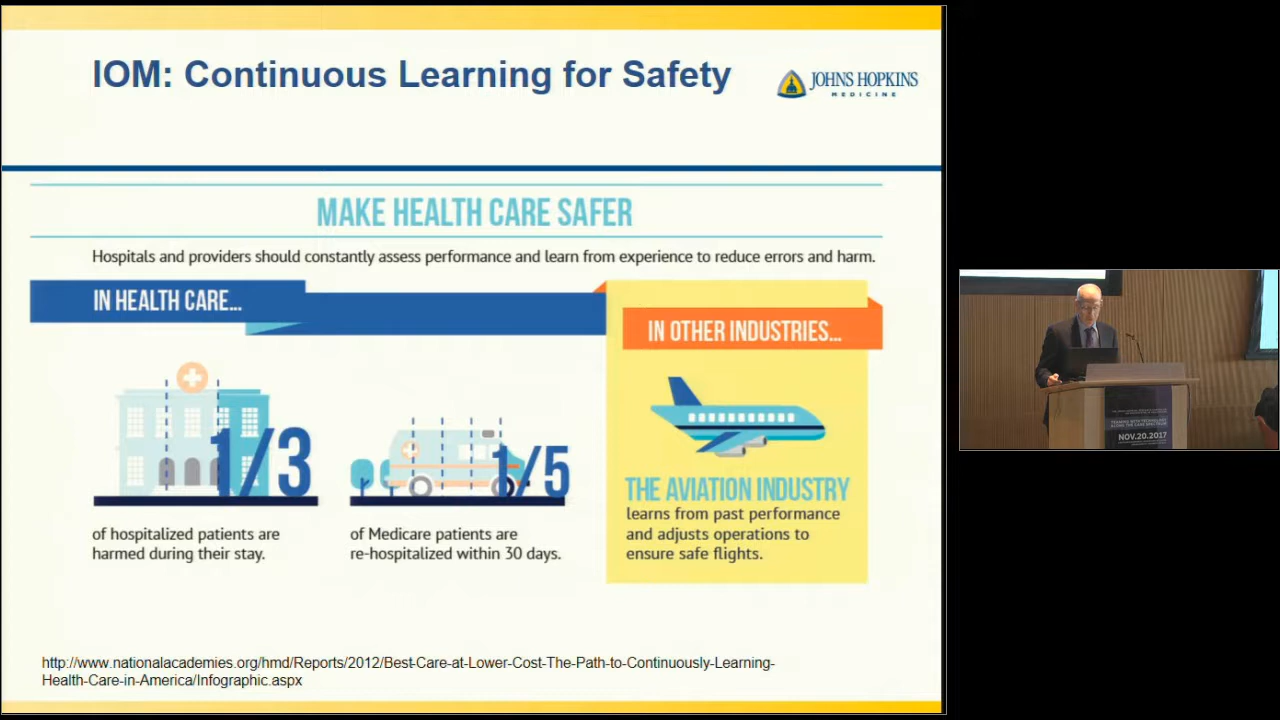 IOM: Continuous Learning for Safety
JOHNS HOPKINS
MEDICINE
MAKE HEALTH CARE SAFER
Hospitals and providers should constantly assess performance and learn from experience to reduce errors and harm.
IN HEALTH CARE...
IN OTHER INDUSTRIES...
1/3
of hospitalized patients are
harmed during their stay.
1/5
of Medicare patients are
re-hospitalized within 30 days.
THE AVIATION INDUSTRY
learns from past performance
and adjusts operations to
ensure safe flights.
http://www.nationalacademies.org/hmd/Reports/2012/Best-Care-at-Lower-Cost-The-Path-to-Continuously-Learning-
Health-Care-in-America/Infographic.aspx
NOV.20.2017